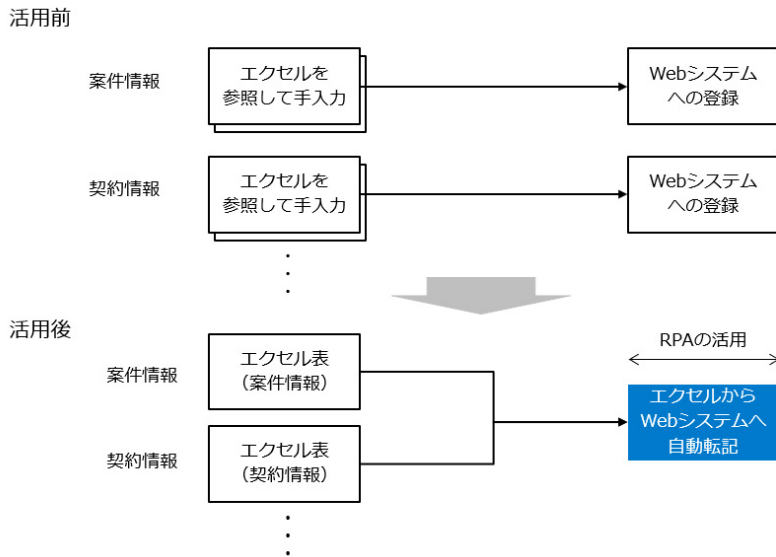 活用前
案件情報
エクセルを
参照して手入力
Webシステム
への登録
契約情報
エクセルを
参照して手入力
Webシステム
への登録
・
・
・
活用後
案件情報
エクセル表
（案件情報）
RPAの活用
エクセルから
Webシステムへ
自動転記
契約情報
エクセル表
（契約情報）
・
・
・